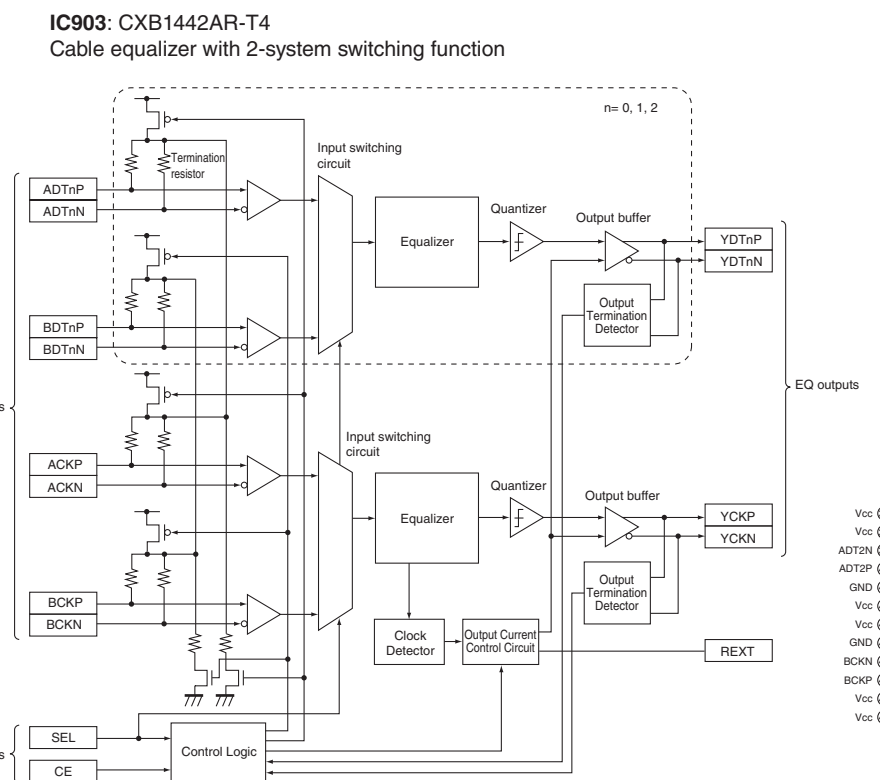 IC903: CXB1442AR-T4
Cable equalizer with 2-system switching function
n= 0, 1, 2
Termination
resistor
Input switching
circuit
ADTnP
ADTnN
Equalizer
Quantizer
Output buffer
YDTnP
YDTnN
Output
Termination
Detector
BDTnP
BDTnN
s
EQ outputs
Input switching
circuit
ACKP
ACKN
Equalizer
Quantizer
Output buffer
YCKP
YCKN
Output
Termination
Detector
BCKP
BCKN
Clock
Detector
Output Current
Control Circuit
REXT
SEL
CE
s
Control Logic
Vcc
Vcc
ADT2N
ADT2P
GND
Vcc
Vcc
GND
BCKN
BCKP
Vcc
Vcc